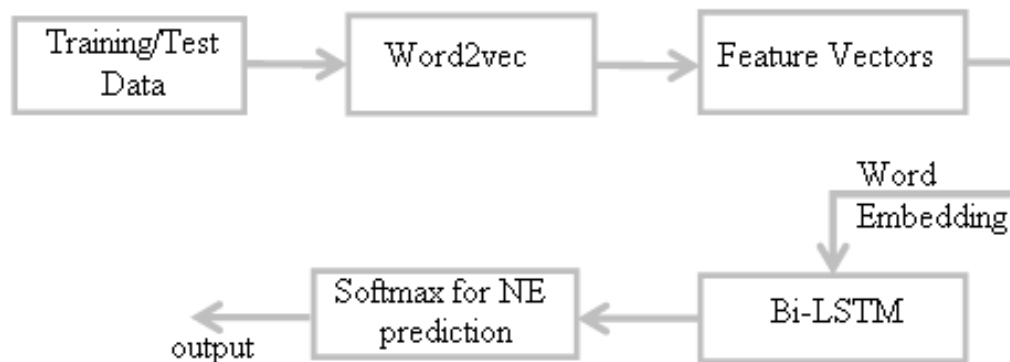 Training/Test
Data
Word2vec
Feature Vectors
Word
Embedding
Bi-LSTM
Softmax for NE
prediction
output